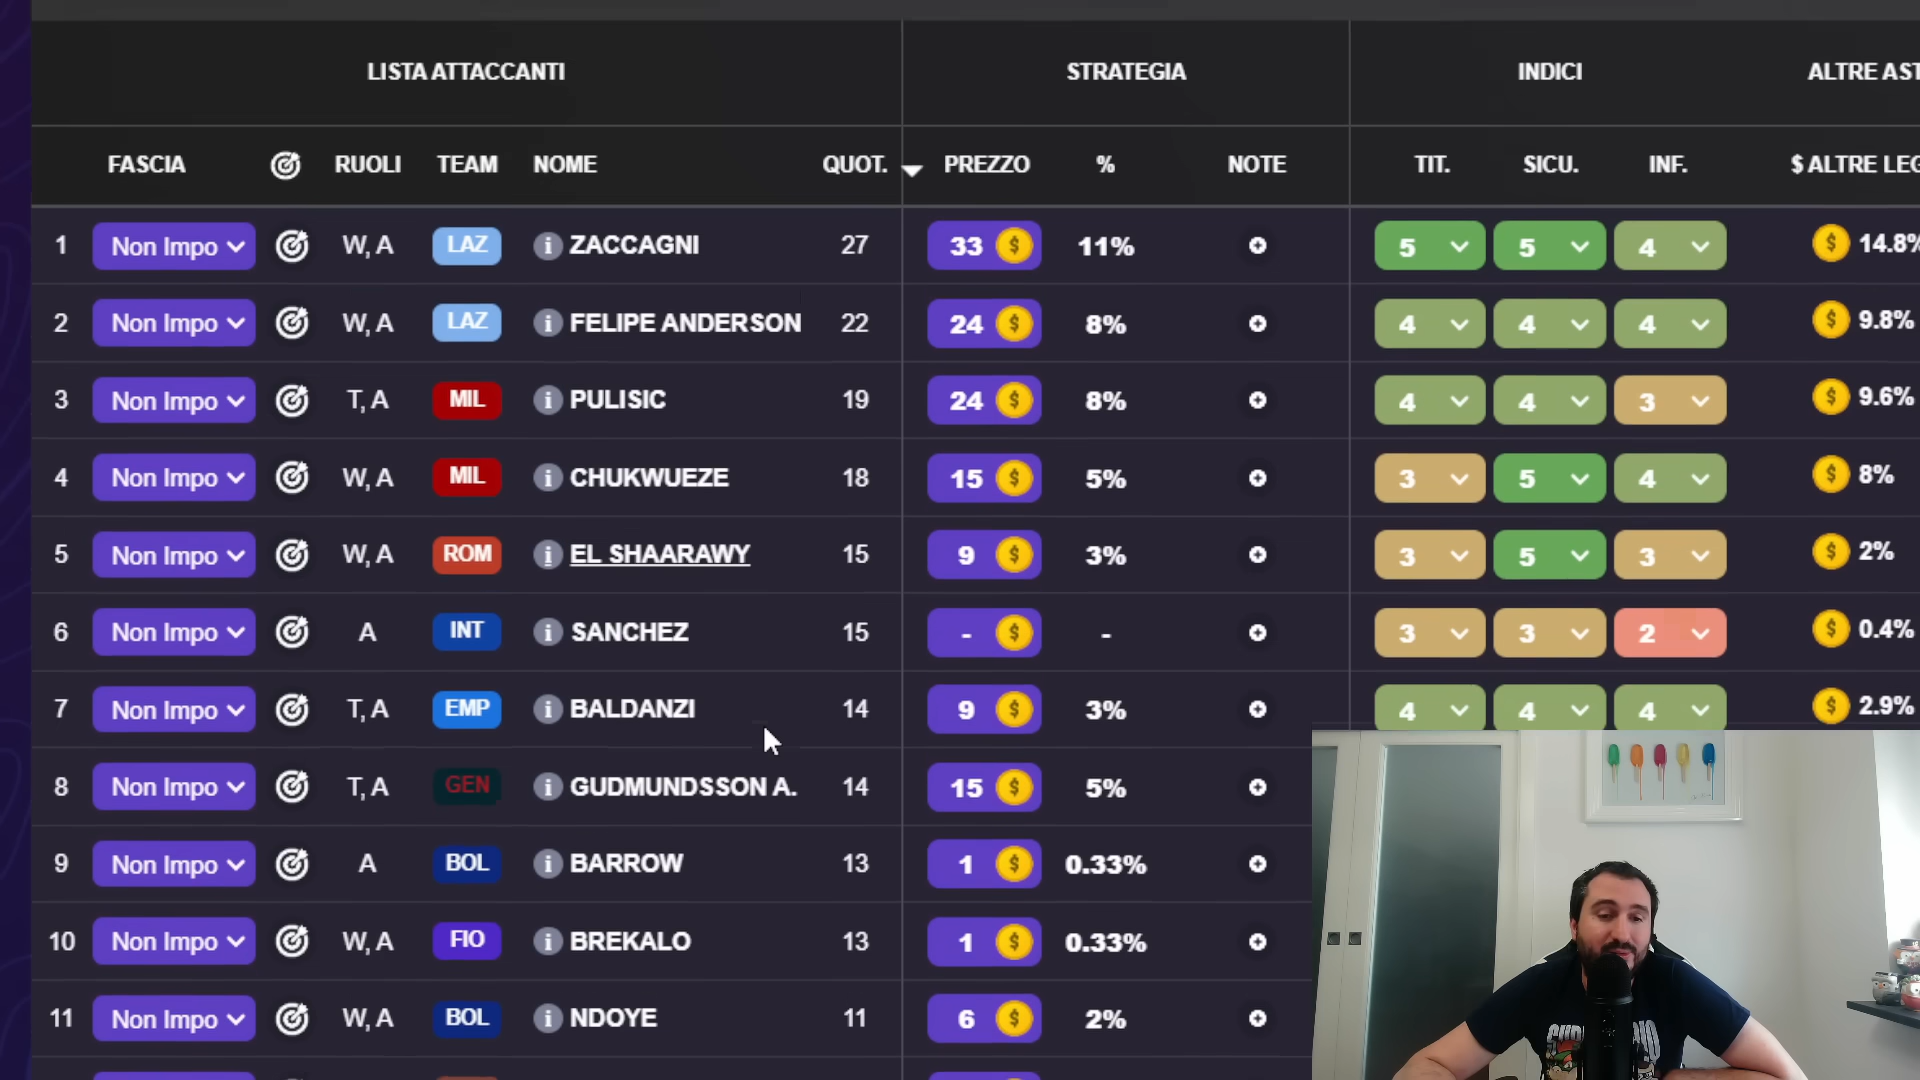 LISTA ATTACCANTI STRATEGIA INDICI ALTRE AST
FASCIA RUOLI TEAM NOME QUOT. PREZZO % NOTE TIT. SICU. INF. $ ALTRE LEG
1 Non Impo W, A LAZ i ZACCAGNI 27 33 $ 11% 5 5 4 $ 14.8%
2 Non Impo W, A LAZ i FELIPE ANDERSON 22 24 $ 8% 4 4 4 $ 9.8%
3 Non Impo T, A MIL i PULISIC 19 24 $ 8% 4 4 3 $ 9.6%
4 Non Impo W, A MIL i CHUKWUEZE 18 15 $ 5% 3 5 4 $ 8%
5 Non Impo W, A ROM i EL SHAARAWY 15 9 $ 3% 3 5 3 $ 2%
6 Non Impo A INT i SANCHEZ 15 - $ - 3 3 2 $ 0.4%
7 Non Impo T, A EMP i BALDANZI 14 9 $ 3% 4 4 4 $ 2.9%
8 Non Impo T, A GEN i GUDMUNDSSON A. 14 15 $ 5%
9 Non Impo A BOL i BARROW 13 1 $ 0.33%
10 Non Impo W, A FIO i BREKALO 13 1 $ 0.33%
11 Non Impo W, A BOL i NDOYE 11 6 $ 2%